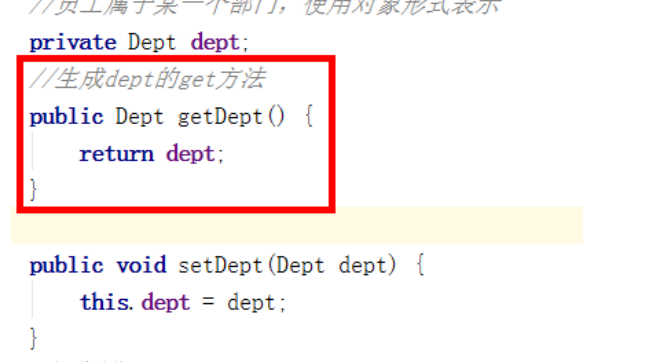 //员工属于某一个部门，使用对象形式表示
private Dept dept;
//生成dept的get方法
public Dept getDept() {
return dept;
}
public void setDept(Dept dept) {
this.dept = dept;
}